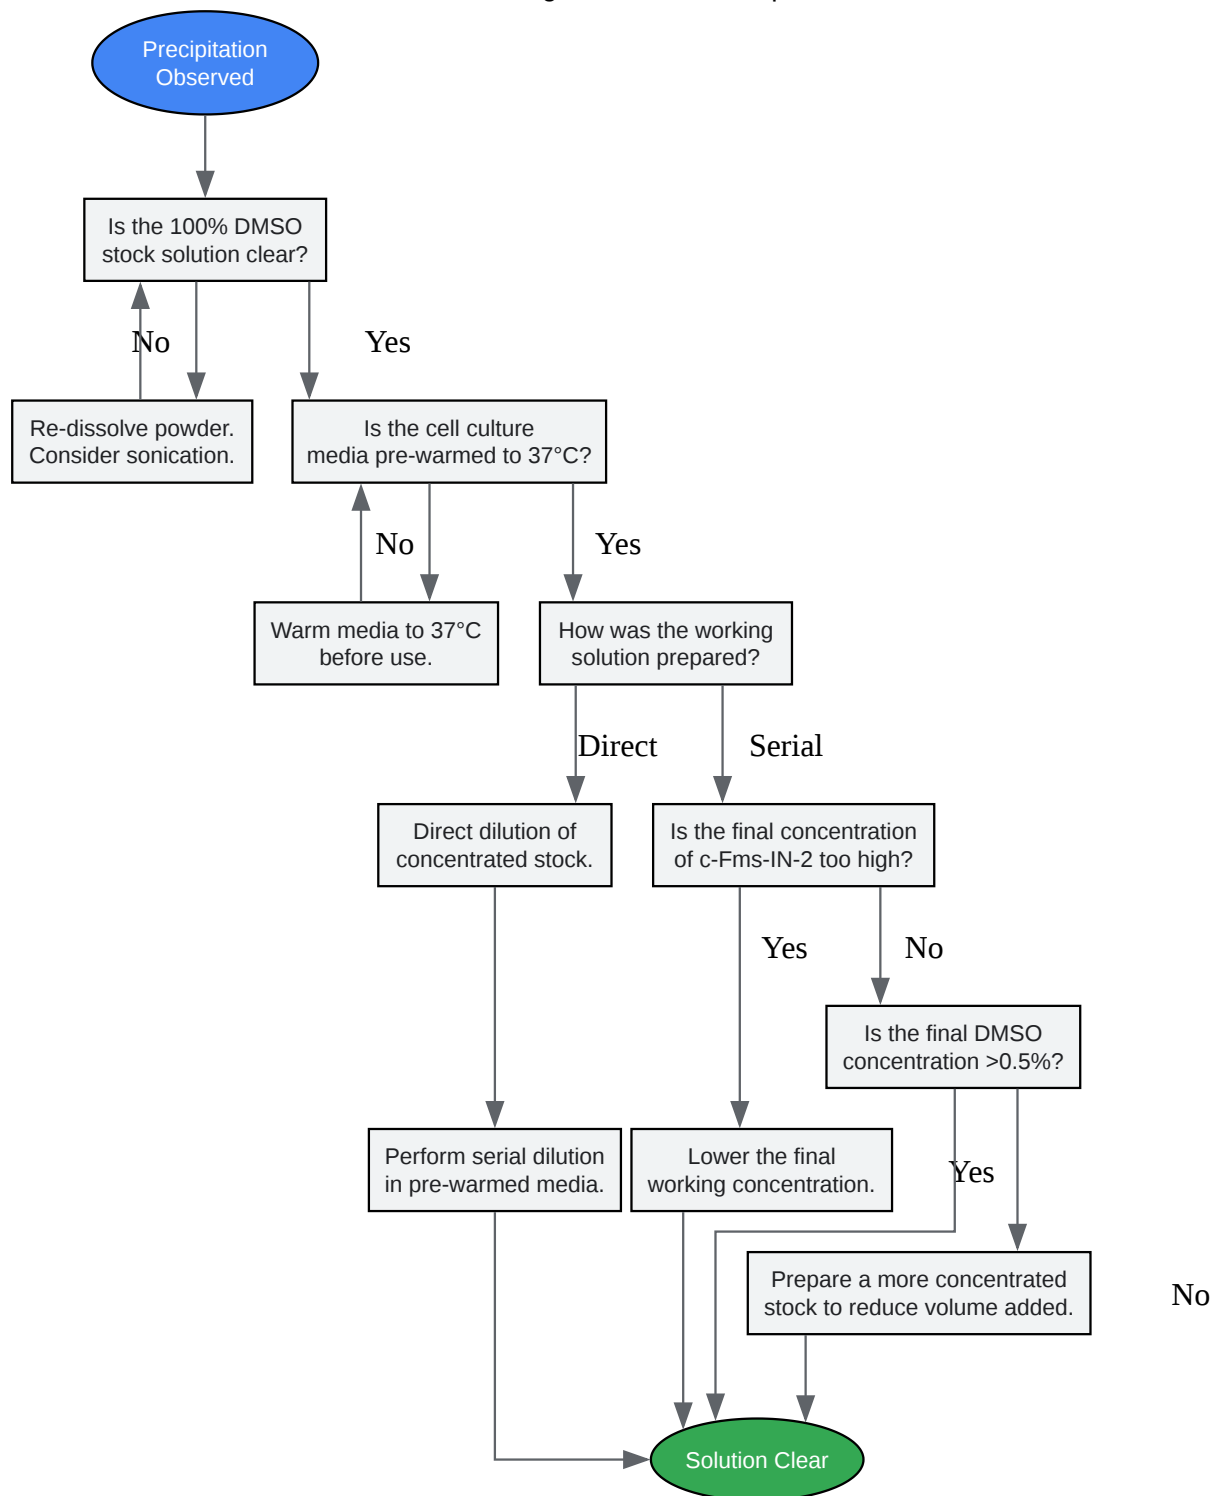 Precipitation
Observed
Is the 100% DMSO
stock solution clear?
No
Yes
Re-dissolve powder.
Consider sonication.
Is the cell culture
media pre-warmed to 37°C?
No
Yes
Warm media to 37°C
before use.
How was the working
solution prepared?
Direct
Serial
Direct dilution of
concentrated stock.
Is the final concentration
of c-Fms-IN-2 too high?
Yes
No
Is the final DMSO
concentration >0.5%?
Perform serial dilution
in pre-warmed media.
Lower the final
working concentration.
Yes
Prepare a more concentrated
stock to reduce volume added.
No
Solution Clear